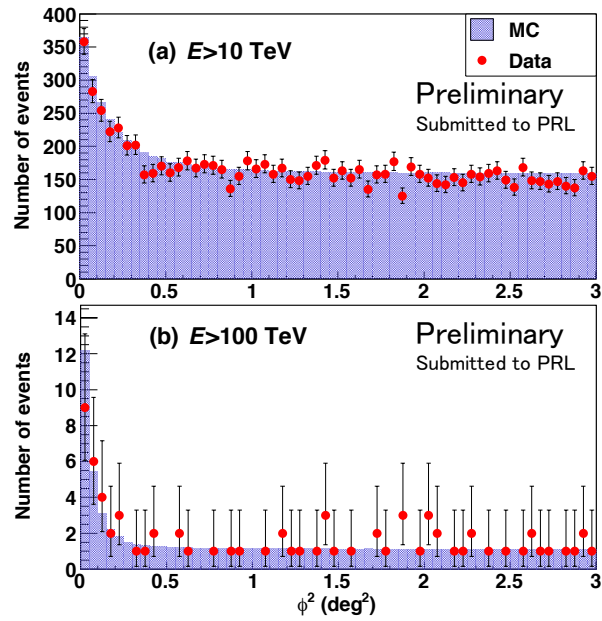 400
350
300
250
200
150
100
50
0
Number of events
(a) E>10 TeV
MC
Data
Preliminary
Submitted to PRL
0 0.5 1 1.5 2 2.5 3
14
12
10
8
6
4
2
0
Number of events
(b) E>100 TeV
Preliminary
Submitted to PRL
0 0.5 1 1.5 2 2.5 3
ϕ² (deg²)